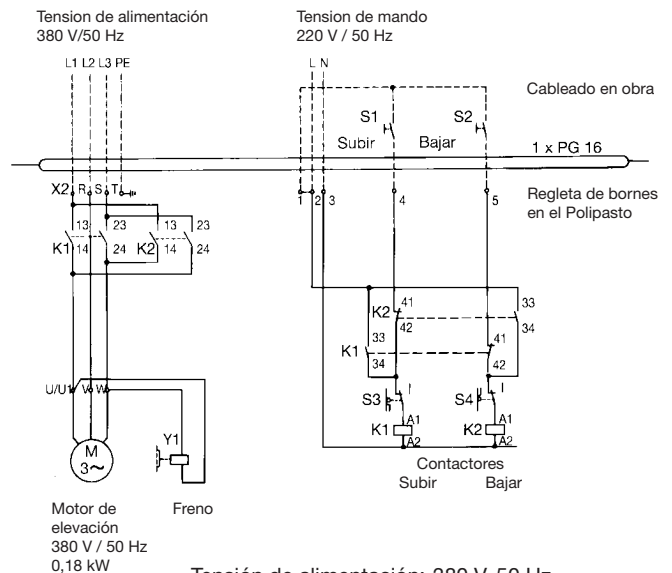 Tension de alimentación
380 V/50 Hz
Tension de mando
220 V / 50 Hz
L1 L2 L3 PE
L N
Cableado en obra
S1
S2
Subir
Bajar
1 x PG 16
X2 R S T
1 2 3 4 5
Regleta de bornes
en el Polipasto
13 23 13 23
K1 14 24 K2 14 24
K2 41 33
42 34
33 41
K1 34 42
U/U1 V W
S3 I S4 I
Y1
K1 A1 K2 A1
A2 A2
M
3~
Contactores
Subir Bajar
Motor de
elevación
380 V / 50 Hz
0,18 kW
Freno